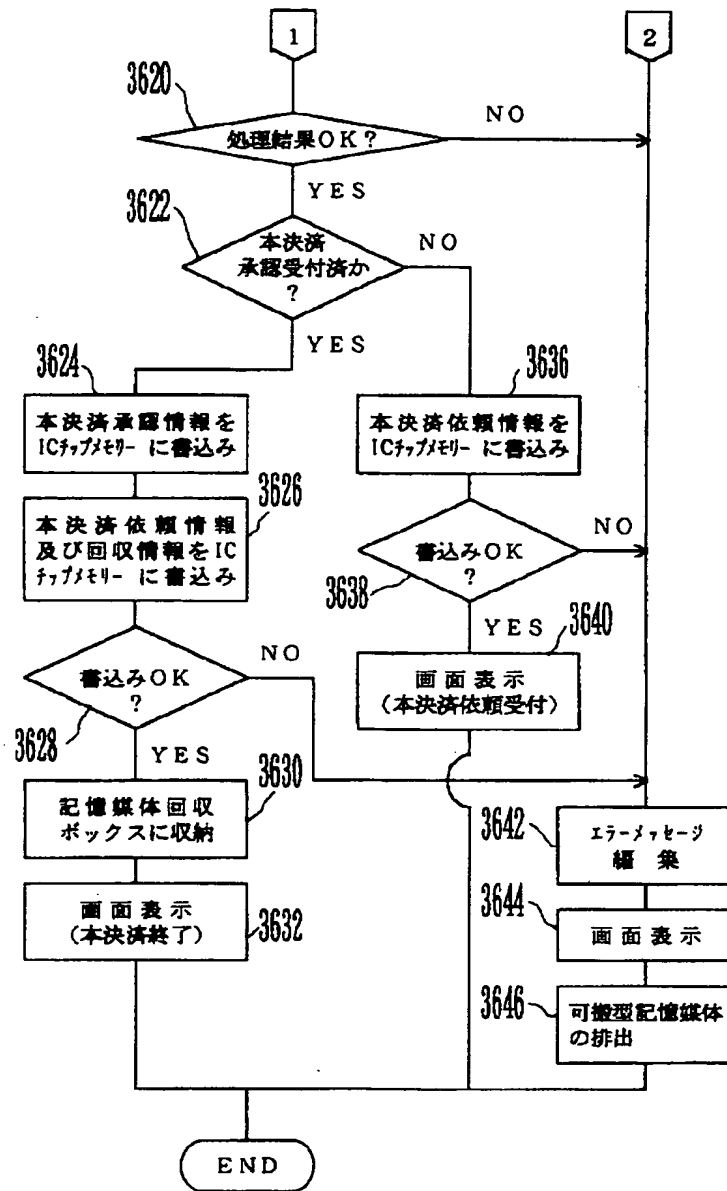 1
2
3620
処理結果OK?
NO
YES
3622
本決済
承認受付済か
?
NO
YES
3624
本決済承認情報を
ICチップメモリーに書込み
3636
本決済依頼情報を
ICチップメモリーに書込み
3626
本決済依頼情報
及び回収情報をIC
チップメモリーに書込み
書込みOK
?
NO
3638
YES
3640
書込みOK
?
NO
3628
YES
画面表示
(本決済依頼受付)
記憶媒体回収
ボックスに収納
3630
3642
エラーメッセージ
編集
画面表示
(本決済終了)
3632
3644
画面表示
3646
可搬型記憶媒体
の排出
END